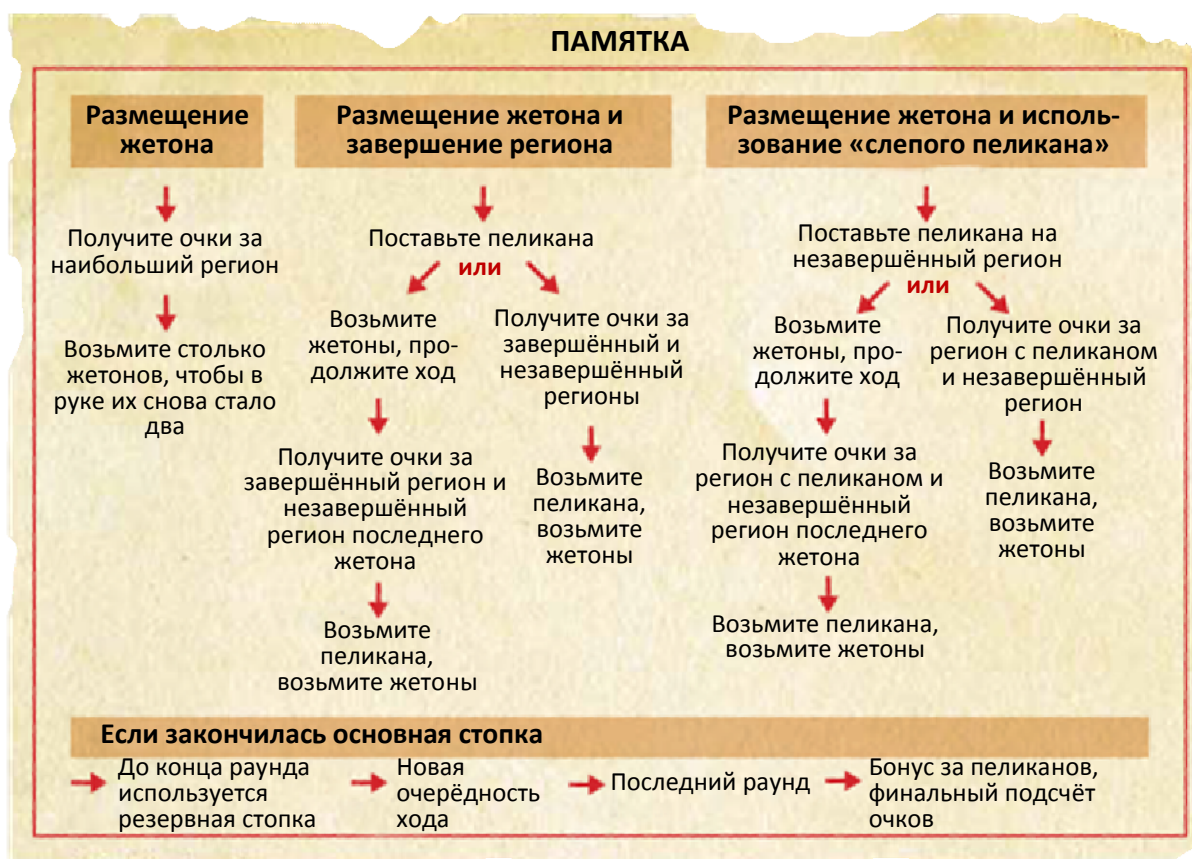 ПАМЯТКА
Размещение
жетона
Получите очки за
наибольший регион
Возьмите столько
жетонов, чтобы в
руке их снова стало
два
Размещение жетона и
завершение региона
Поставьте пеликана
или
Возьмите
жетоны, про-
должите ход
Получите очки за
завершённый регион и
незавершённый
регион последнего
жетона
Возьмите
пеликана,
возьмите жетоны
Получите очки за
завершённый и
незавершённый
регионы
Возьмите
пеликана,
возьмите
жетоны
Размещение жетона и исполь-
зование «слепого пеликана»
Поставьте пеликана на
незавершённый регион
или
Возьмите
жетоны, про-
должите ход
Получите очки за
регион с пеликаном и
незавершённый
регион последнего
жетона
Возьмите пеликана,
возьмите жетоны
Получите очки за
регион с пеликаном
и незавершённый
регион
Возьмите
пеликана,
возьмите
жетоны
Если закончилась основная стопка
До конца раунда
используется
резервная стопка
Новая
очерёдность
хода
Последний раунд
Бонус за пеликанов,
финальный подсчёт
очков